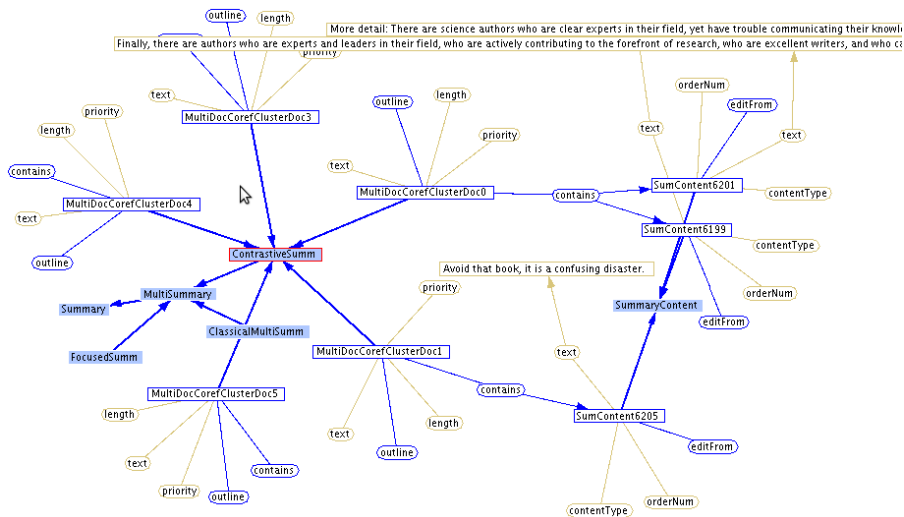 outline
length
More detail: There are science authors who are clear experts in their field, yet have trouble communicating their knowle
Finally, there are authors who are experts and leaders in their field, who are actively contributing to the forefront of research, who are excellent writers, and who ca
priority
text
MultiDocCorefClusterDoc3
outline
length
orderNum
editFrom
priority
length
text
text
priority
contains
text
MultiDocCorefClusterDoc0
SumContent6201
contains
contentType
MultiDocCorefClusterDoc4
text
SumContent6199
contentType
outline
ContrastiveSumm
Avoid that book, it is a confusing disaster.
priority
orderNum
MultiSummary
Summary
SummaryContent
editFrom
ClassicalMultiSumm
FocusedSumm
MultiDocCorefClusterDoc1
text
MultiDocCorefClusterDoc5
contains
length
SumContent6205
length
text
outline
editFrom
text
contains
priority
outline
orderNum
contentType